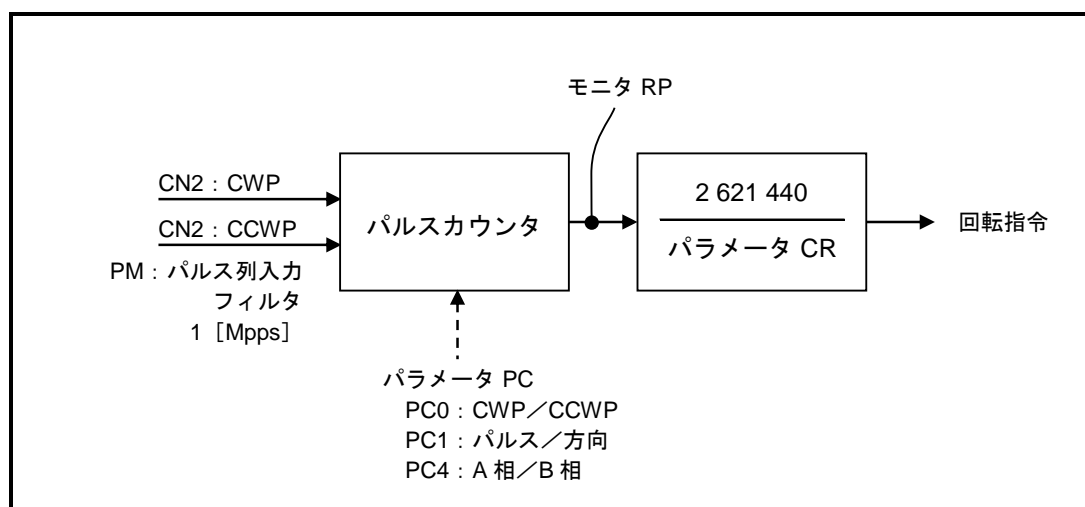 モニタ RP
CN2：CWP
CN2：CCWP
PM：パルス列入力
フィルタ
1［Mpps］
パルスカウンタ
2 621 440
パラメータ CR
回転指令
パラメータ PC
PC0：CWP／CCWP
PC1：パルス／方向
PC4：A 相／B 相